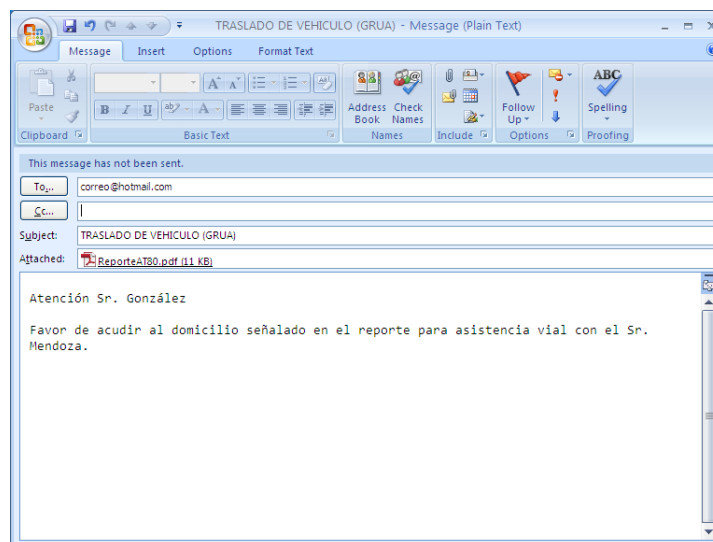 TRASLADO DE VEHICULO (GRUA) - Message (Plain Text)
Message Insert Options Format Text
Paste
B I U ab A
Address Book
Check Names
Follow Up
ABC
Spelling
Clipboard Basic Text Names Include Options Proofing
This message has not been sent.
To... correo@hotmail.com
Cc...
Subject: TRASLADO DE VEHICULO (GRUA)
Attached: ReporteAT80.pdf (11 KB)
Atención Sr. González
Favor de acudir al domicilio señalado en el reporte para asistencia vial con el Sr.
Mendoza.